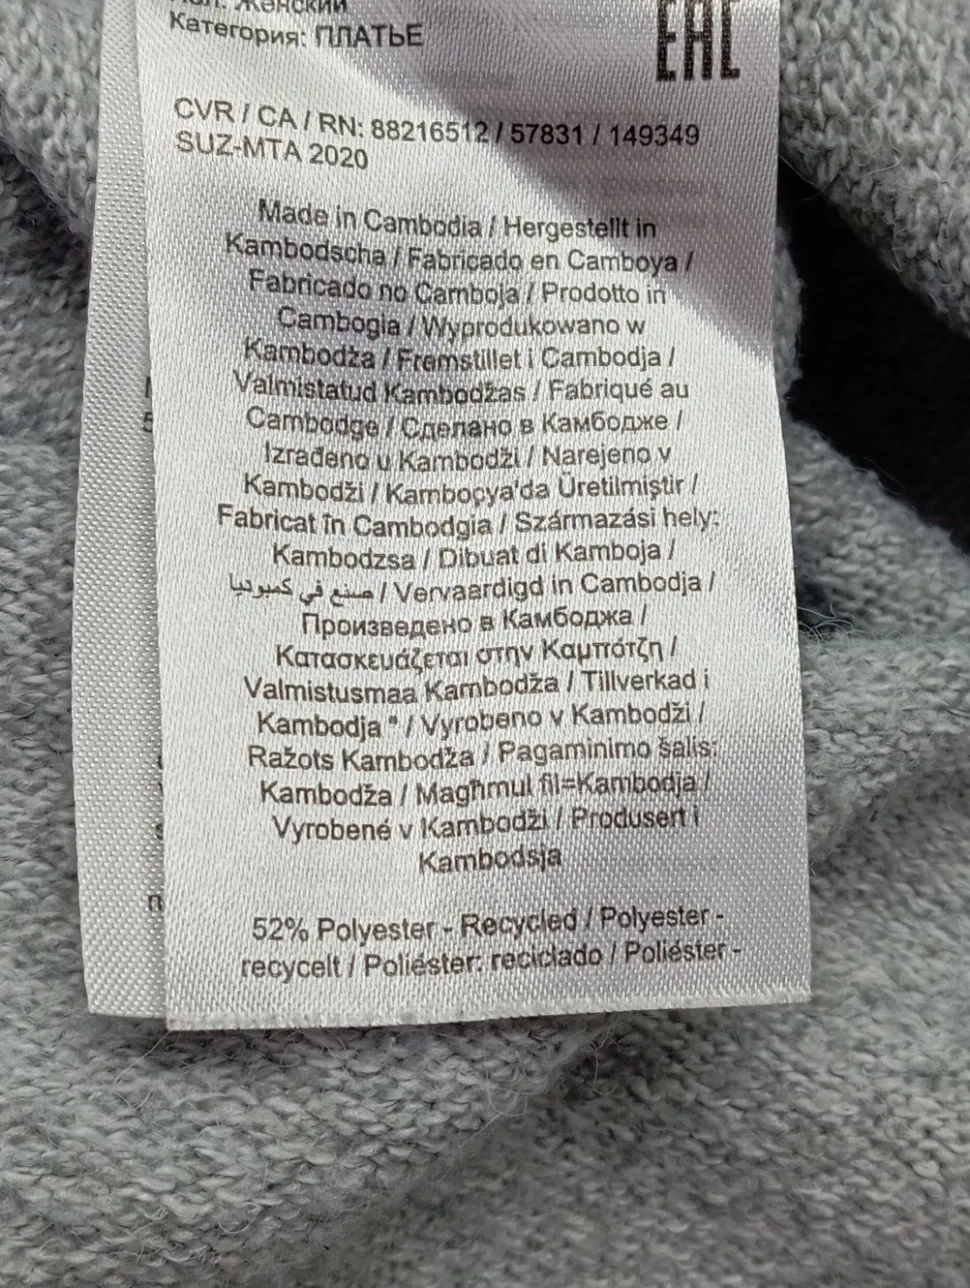 Пол: Женский
Категория: ПЛАТЬЕ
EAC
CVR / CA / RN: 88216512 / 57831 / 149349
SUZ-MTA 2020
Made in Cambodia / Hergestellt in
Kambodscha / Fabricado en Camboya /
Fabricado no Camboja / Prodotto in
Cambogia / Wyprodukowano w
Kambodża / Fremstillet i Cambodja /
Valmistatud Kambodžas / Fabriqué au
Cambodge / Сделано в Камбодже /
Izrađeno u Kambodži / Narejeno v
Kambodži / Kamboçya'da Üretilmiştir /
Fabricat în Cambodgia / Származási hely:
Kambodzsa / Dibuat di Kamboja /
صنع في كمبوديا / Vervaardigd in Cambodja /
Произведено в Камбоджа /
Κατασκευάζεται στην Καμπότζη /
Valmistusmaa Kambodža / Tillverkad i
Kambodja * / Vyrobeno v Kambodži /
Ražots Kambodža / Pagaminimo šalis:
Kambodža / Magħmul fil=Kambodja /
Vyrobené v Kambodži / Produsert i
Kambodsja
52% Polyester - Recycled / Polyester -
recycelt / Poliéster: reciclado / Poliéster -